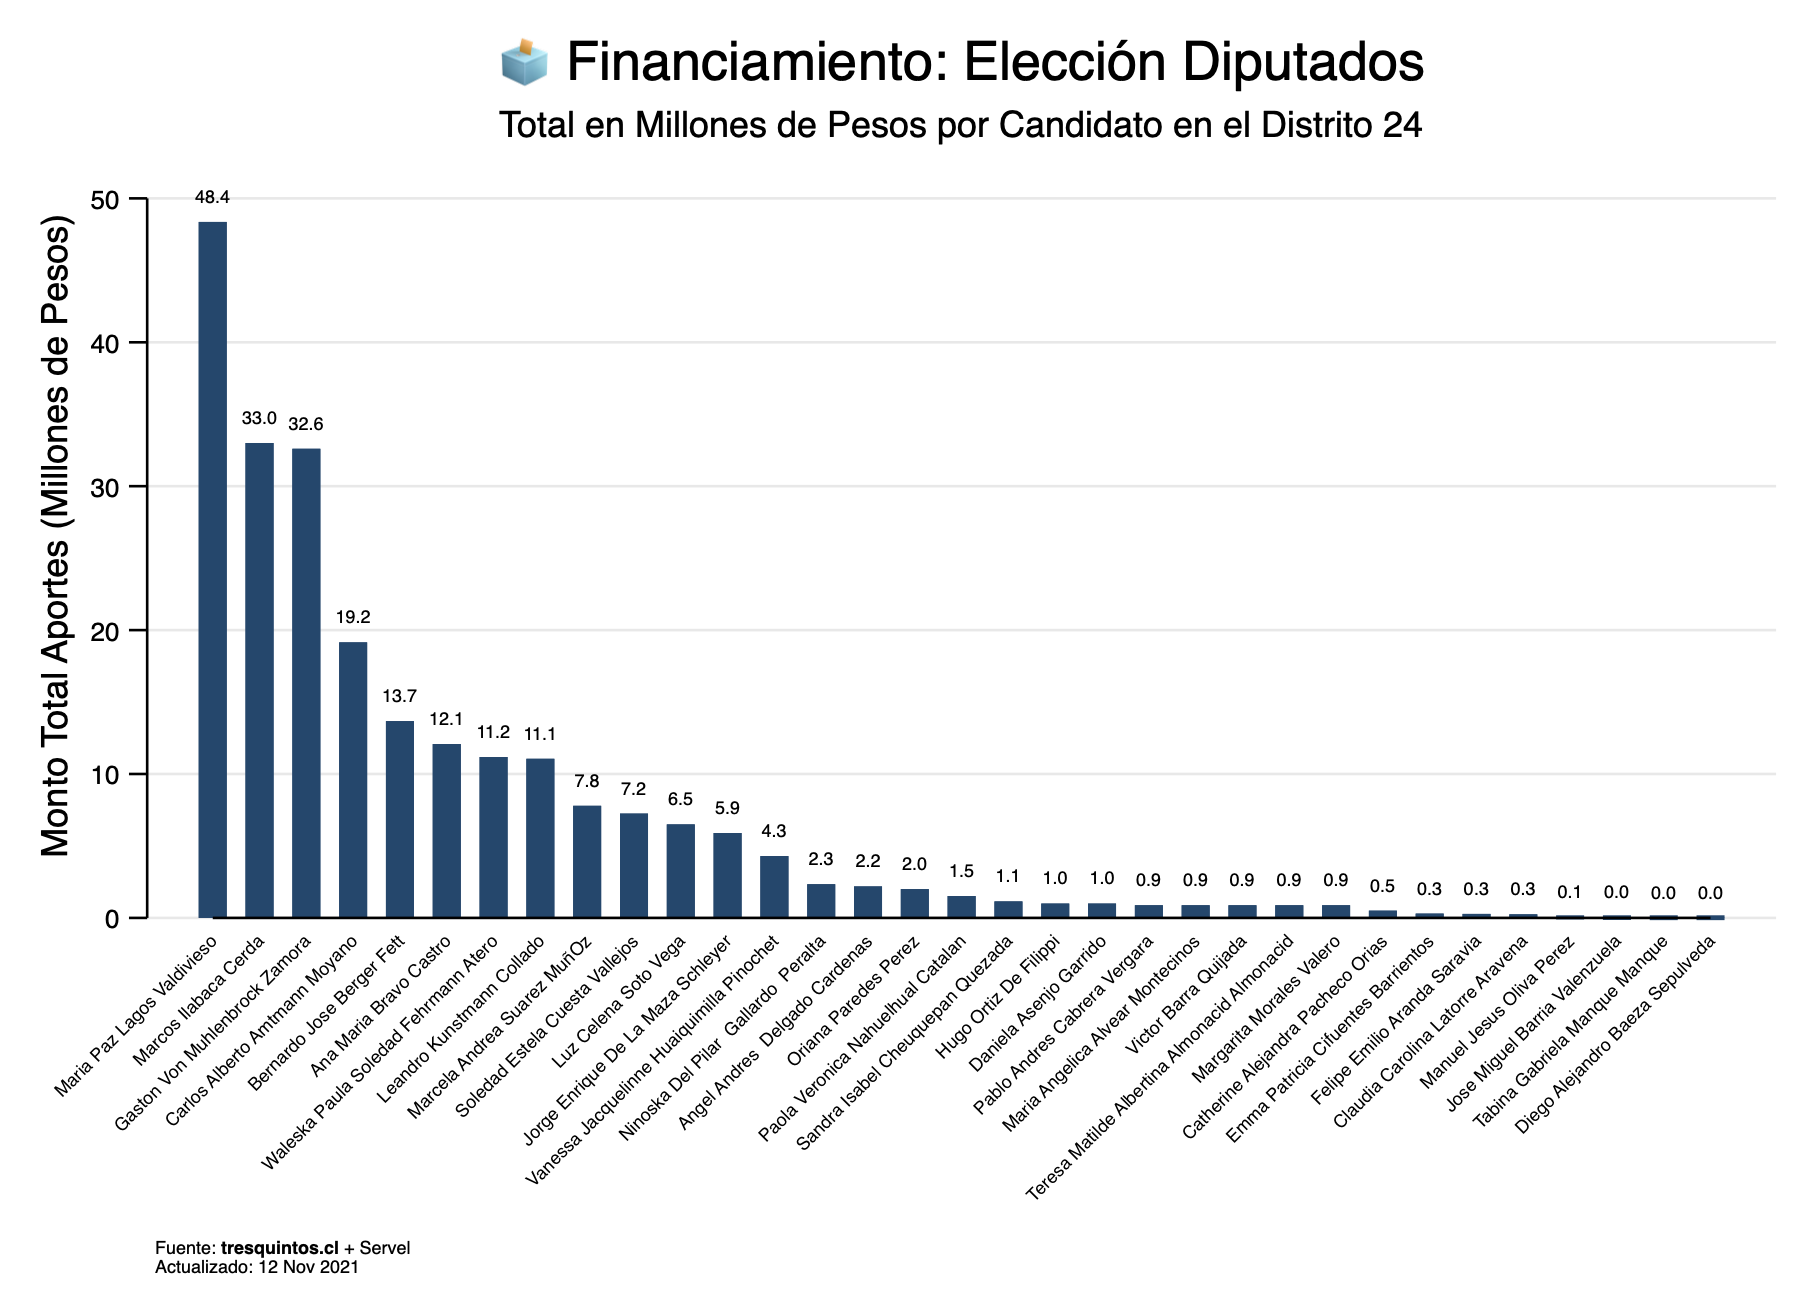 Financiamiento: Elección Diputados
Total en Millones de Pesos por Candidato en el Distrito 24
Monto Total Aportes (Millones de Pesos)
50
40
30
20
10
0
48.4
33.0
32.6
19.2
13.7
12.1
11.2
11.1
7.8
7.2
6.5
5.9
4.3
2.3
2.2
2.0
1.5
1.1
1.0
1.0
0.9
0.9
0.9
0.9
0.9
0.5
0.3
0.3
0.3
0.1
0.0
0.0
0.0
Maria Paz Lagos Valdivieso
Marcos Ilabaca Cerda
Gaston Von Muhlenbrock Zamora
Carlos Alberto Amtmann Moyano
Bernardo Jose Berger Fett
Ana Maria Bravo Castro
Waleska Paula Soledad Fehrmann Atero
Leandro Kunstmann Collado
Marcela Andrea Suarez MuñOz
Soledad Estela Cuesta Vallejos
Luz Celena Soto Vega
Jorge Enrique De La Maza Schleyer
Vanessa Jacquelinne Huaiquimilla Pinochet
Ninoska Del Pilar Gallardo Peralta
Angel Andres Delgado Cardenas
Oriana Paredes Perez
Paola Veronica Nahuelhual Catalan
Sandra Isabel Cheuquepan Quezada
Hugo Ortiz De Filippi
Daniela Asenjo Garrido
Pablo Andres Cabrera Vergara
Maria Angelica Alvear Montecinos
Victor Barra Quijada
Teresa Matilde Albertina Almonacid Almonacid
Margarita Morales Valero
Catherine Alejandra Pacheco Orias
Emma Patricia Cifuentes Barrientos
Felipe Emilio Aranda Saravia
Claudia Carolina Latorre Aravena
Manuel Jesus Oliva Perez
Jose Miguel Barria Valenzuela
Tabina Gabriela Manque Manque
Diego Alejandro Baeza Sepulveda
Fuente: tresquintos.cl + Servel
Actualizado: 12 Nov 2021